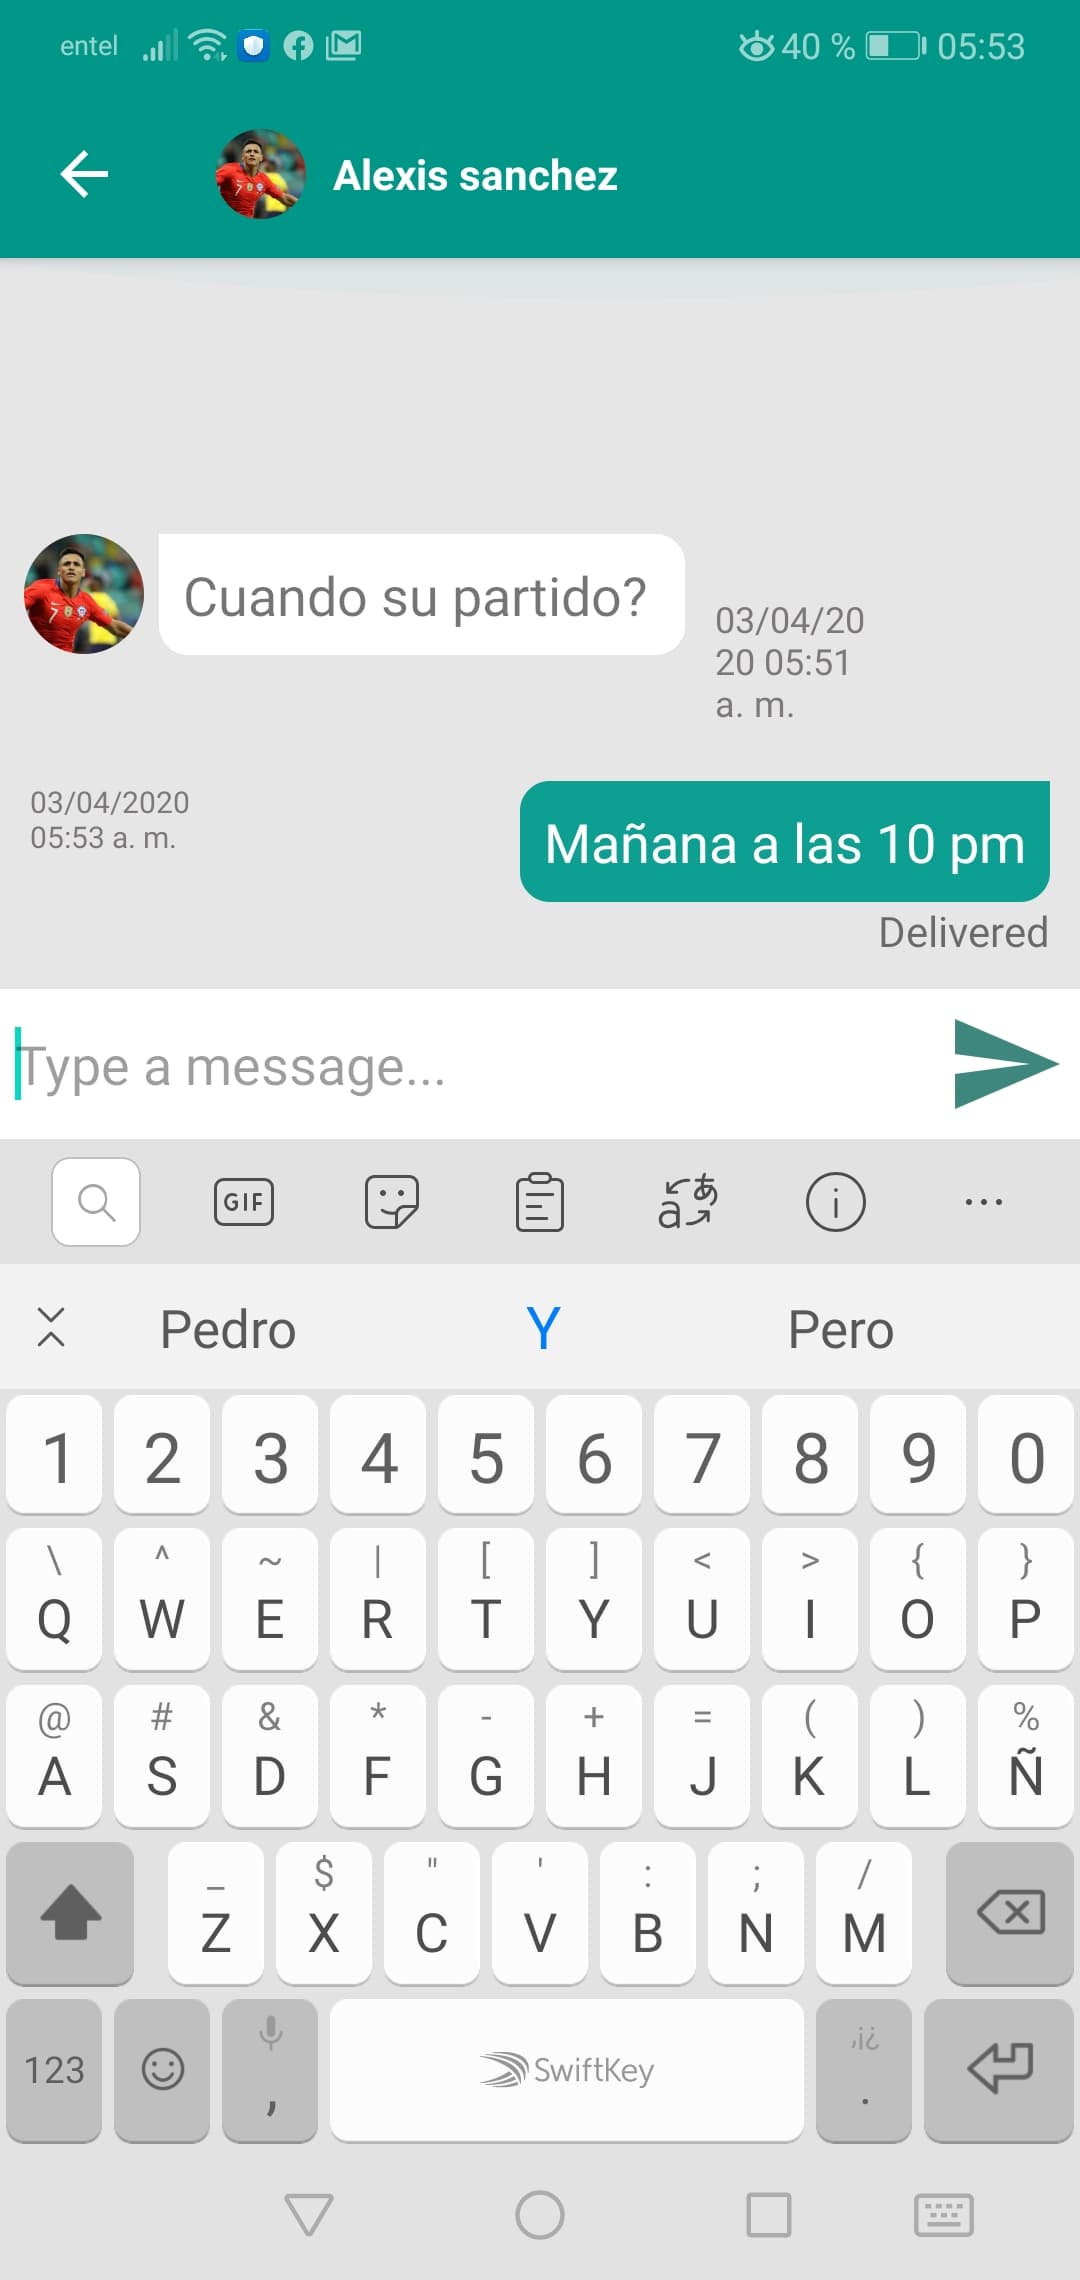 entel 40 % 05:53
Alexis sanchez
Cuando su partido?
03/04/20
20 05:51
a. m.
03/04/2020
05:53 a. m.
Mañana a las 10 pm
Delivered
Type a message...
GIF
Pedro Y Pero
1 2 3 4 5 6 7 8 9 0
\ ^ ~ | [ ] < > { }
Q W E R T Y U I O P
@ # & * - + = ( ) %
A S D F G H J K L Ñ
_ $ " ' : ; /
Z X C V B N M
123 , SwiftKey ,¡¿ .